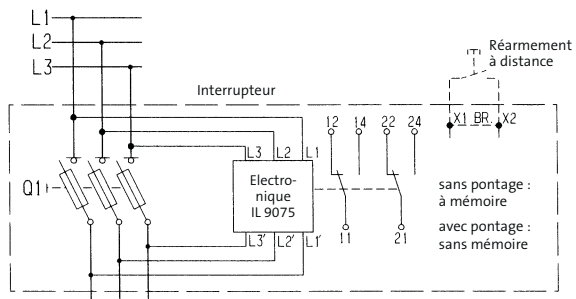 L1
L2
L3
Réarmement
à distance
Interrupteur
X1 BR. X2
12 14 22 24
L3 L2 L1
Q1
Electro-
nique
IL 9075
sans pontage :
à mémoire
avec pontage :
sans mémoire
11 21
L3' L2' L1'